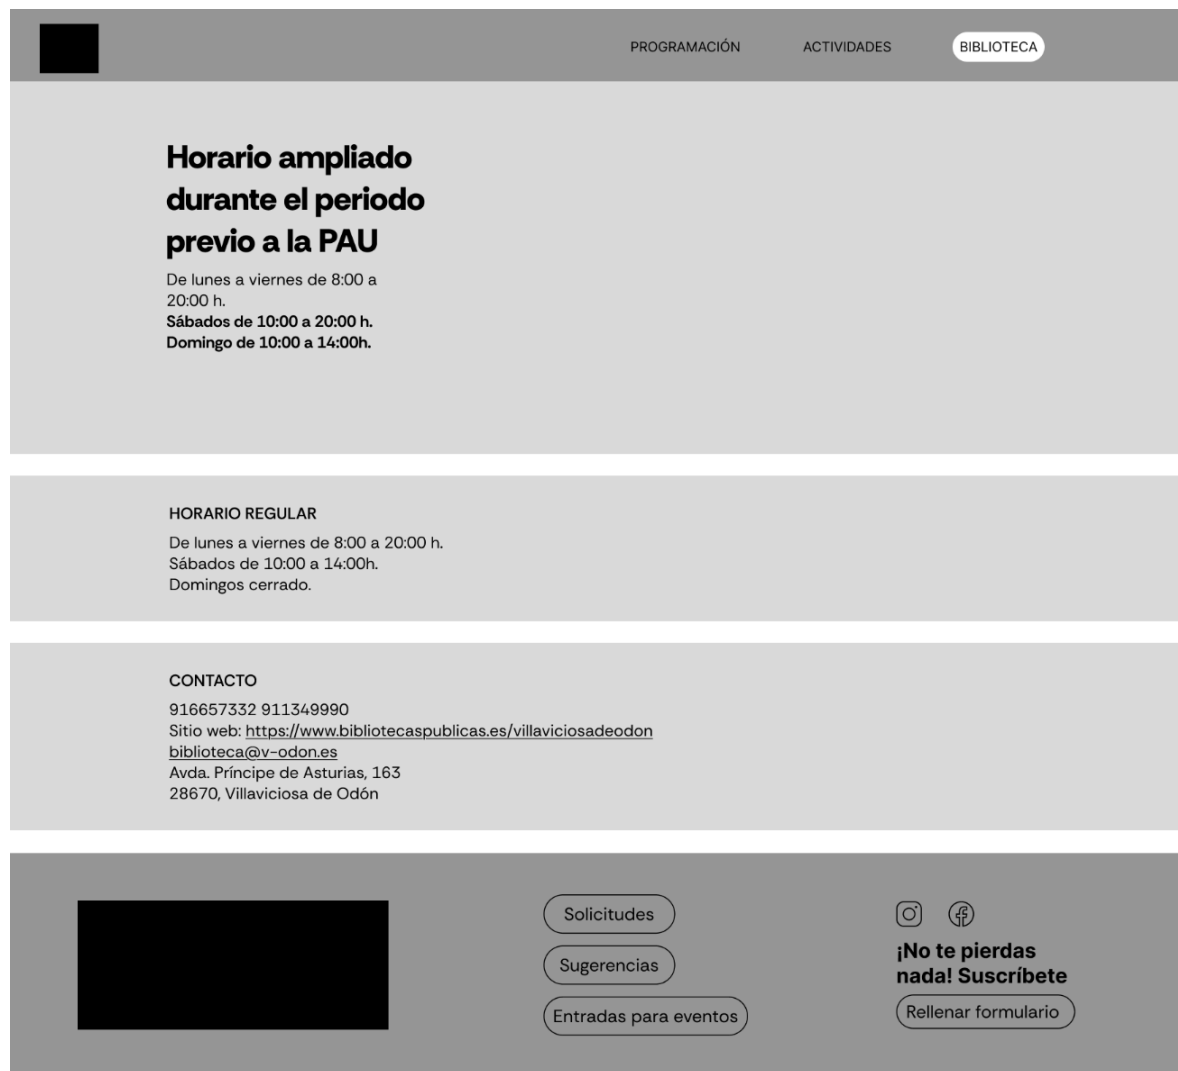 PROGRAMACIÓN
ACTIVIDADES
BIBLIOTECA
Horario ampliado
durante el periodo
previo a la PAU
De lunes a viernes de 8:00 a
20:00 h.
Sábados de 10:00 a 20:00 h.
Domingo de 10:00 a 14:00h.
HORARIO REGULAR
De lunes a viernes de 8:00 a 20:00 h.
Sábados de 10:00 a 14:00h.
Domingos cerrado.
CONTACTO
916657332 911349990
Sitio web: https://www.bibliotecaspublicas.es/villaviciosadeodon
biblioteca@v-odon.es
Avda. Príncipe de Asturias, 163
28670, Villaviciosa de Odón
Solicitudes
Sugerencias
Entradas para eventos
¡No te pierdas
nada! Suscríbete
Rellenar formulario